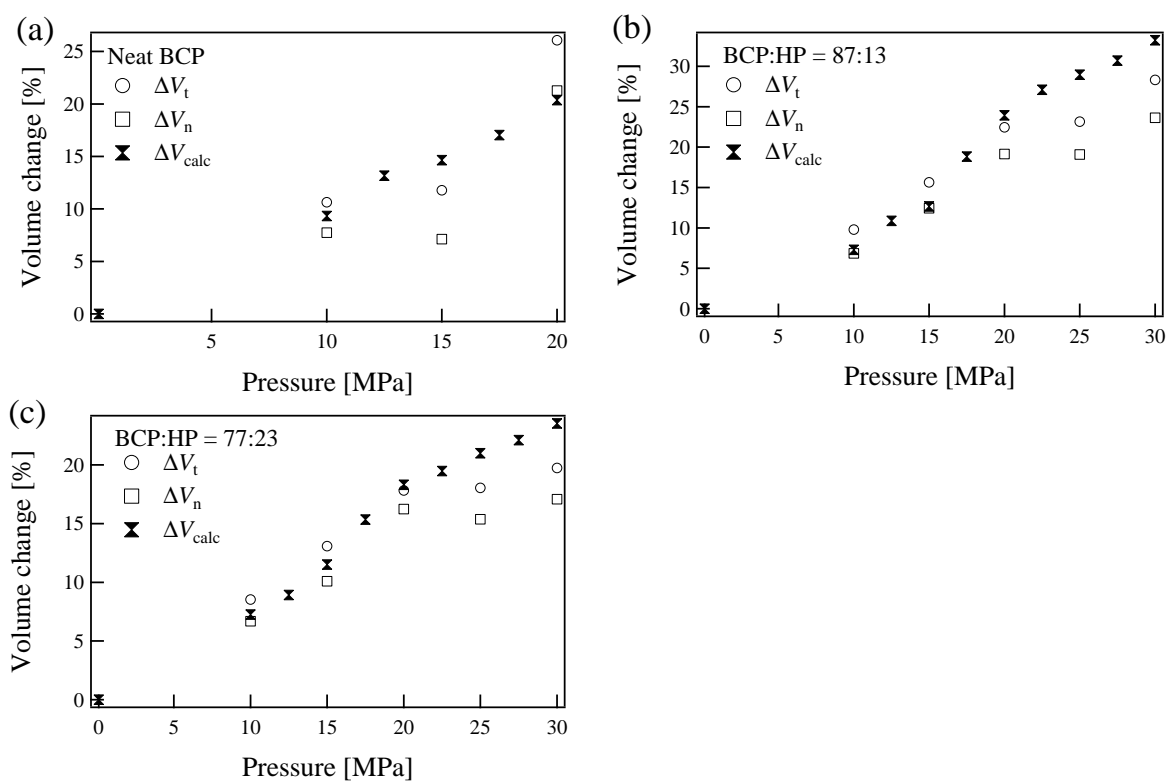 (a)
Neat BCP
ΔVt
ΔVn
ΔVcalc
Volume change [%]
25
20
15
10
5
0
5 10 15 20
Pressure [MPa]
(b)
BCP:HP = 87:13
ΔVt
ΔVn
ΔVcalc
Volume change [%]
30
25
20
15
10
5
0
0 5 10 15 20 25 30
Pressure [MPa]
(c)
BCP:HP = 77:23
ΔVt
ΔVn
ΔVcalc
Volume change [%]
20
15
10
5
0
0 5 10 15 20 25 30
Pressure [MPa]